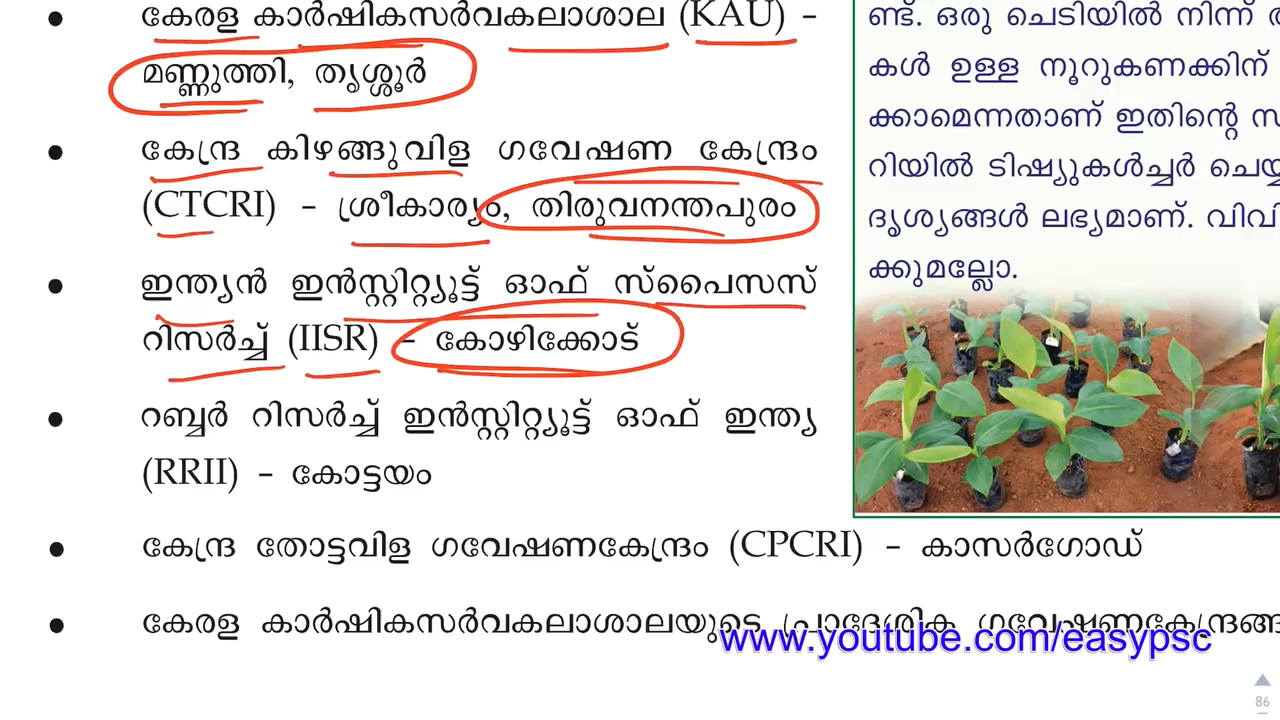 കേരള കാർഷികസർവകലാശാല (KAU) –
മണ്ണുത്തി, തൃശ്ശൂർ
കേന്ദ്ര കിഴങ്ങുവിള ഗവേഷണ കേന്ദ്രം
(CTCRI) – ശ്രീകാര്യം, തിരുവനന്തപുരം
ഇന്ത്യൻ ഇൻസ്റ്റിറ്റ്യൂട്ട് ഓഫ് സ്പൈസസ്
റിസർച്ച് (IISR) – കോഴിക്കോട്
റബ്ബർ റിസർച്ച് ഇൻസ്റ്റിറ്റ്യൂട്ട് ഓഫ് ഇന്ത്യ
(RRII) – കോട്ടയം
കേന്ദ്ര തോട്ടവിള ഗവേഷണകേന്ദ്രം (CPCRI) – കാസർഗോഡ്
കേരള കാർഷികസർവകലാശാലയുടെ പ്രാദേശിക
ണ്ട്. ഒരു ചെടിയിൽ നിന്ന്
കൾ ഉള്ള നൂറുകണക്കിന്
ക്കാമെന്നതാണ് ഇതിന്റെ
റിയിൽ ടിഷ്യുകൾച്ചർ
ദൃശ്യങ്ങൾ ലഭ്യമാണ്.
ക്കുമല്ലോ.
www.youtube.com/easypsc
86